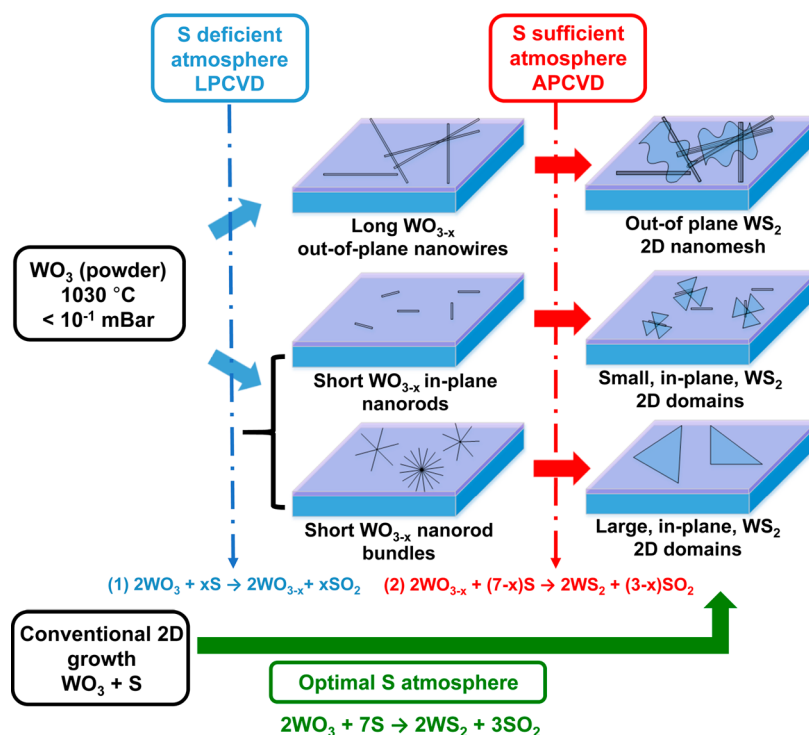 S deficient
atmosphere
LPCVD
S sufficient
atmosphere
APCVD
WO₃ (powder)
1030 °C
< 10⁻¹ mBar
Long WO₃₋ₓ
out-of-plane nanowires
Out-of plane WS₂
2D nanomesh
Short WO₃₋ₓ in-plane
nanorods
Small, in-plane, WS₂
2D domains
Short WO₃₋ₓ nanorod
bundles
Large, in-plane, WS₂
2D domains
(1) 2WO₃ + xS → 2WO₃₋ₓ+ xSO₂
(2) 2WO₃₋ₓ + (7-x)S → 2WS₂ + (3-x)SO₂
Conventional 2D
growth
WO₃ + S
Optimal S atmosphere
2WO₃ + 7S → 2WS₂ + 3SO₂